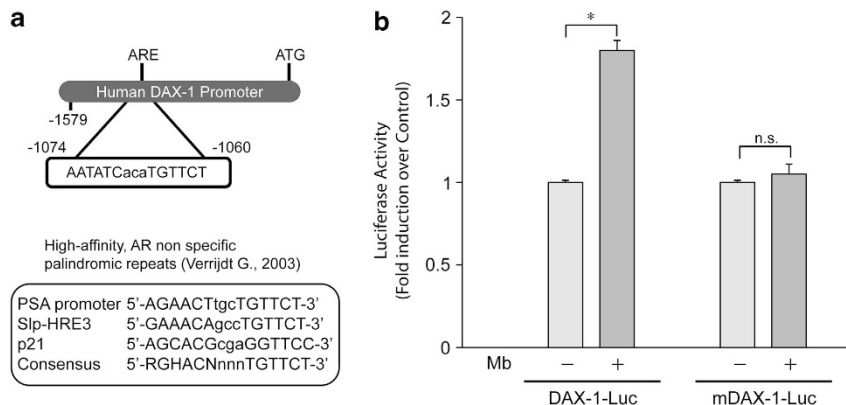 a
ARE
ATG
Human DAX-1 Promoter
-1579
-1074
-1060
AATATCacaTGTTCT
High-affinity, AR non specific
palindromic repeats (Verrijdt G., 2003)
PSA promoter 5'-AGAACTtgcTGTTCT-3'
Slp-HRE3 5'-GAAACAgccTGTTCT-3'
p21 5'-AGCACGcgaGGTTCC-3'
Consensus 5'-RGHACNnnnTGTTCT-3'
b
Luciferase Activity
(Fold induction over Control)
2
1.5
1
0.5
0
*
n.s.
Mb − + − +
DAX-1-Luc mDAX-1-Luc